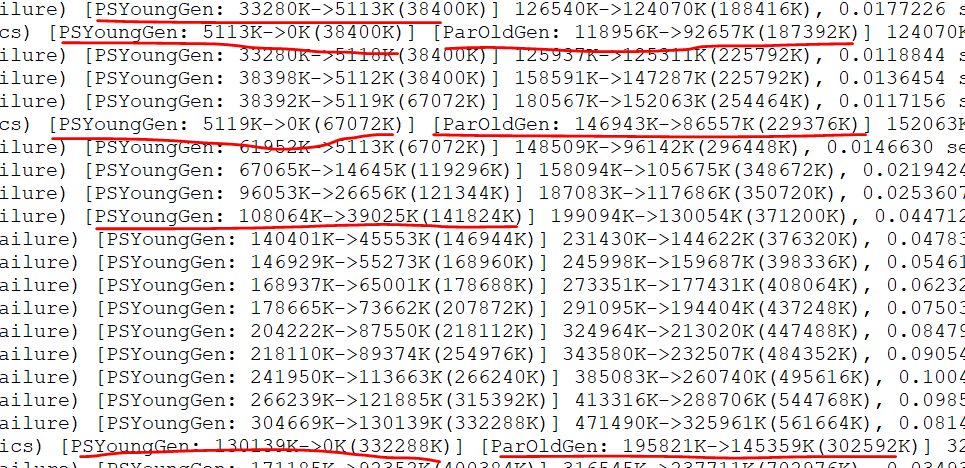 ilure) [PSYoungGen: 33280K->5113K(38400K)] 126540K->124070K(188416K), 0.0177226 s
cs) [PSYoungGen: 5113K->0K(38400K)] [ParOldGen: 118956K->92657K(187392K)] 124070K
ilure) [PSYoungGen: 33280K->5118K(38400K)] 125937K->125311K(225792K), 0.0118844 s
ilure) [PSYoungGen: 38398K->5112K(38400K)] 158591K->147287K(225792K), 0.0136454 s
ilure) [PSYoungGen: 38392K->5119K(67072K)] 180567K->152063K(254464K), 0.0117156 s
cs) [PSYoungGen: 5119K->0K(67072K)] [ParOldGen: 146943K->86557K(229376K)] 152063K
ilure) [PSYoungGen: 61952K->5113K(67072K)] 148509K->96142K(296448K), 0.0146630 se
ilure) [PSYoungGen: 67065K->14645K(119296K)] 158094K->105675K(348672K), 0.0219424
ilure) [PSYoungGen: 96053K->26656K(121344K)] 187083K->117686K(350720K), 0.0253607
ilure) [PSYoungGen: 108064K->39025K(141824K)] 199094K->130054K(371200K), 0.044712
ailure) [PSYoungGen: 140401K->45553K(146944K)] 231430K->144622K(376320K), 0.04783
ailure) [PSYoungGen: 146929K->55273K(168960K)] 245998K->159687K(398336K), 0.05461
ailure) [PSYoungGen: 168937K->65001K(178688K)] 273351K->177431K(408064K), 0.06232
ailure) [PSYoungGen: 178665K->73662K(207872K)] 291095K->194404K(437248K), 0.07503
ailure) [PSYoungGen: 204222K->87550K(218112K)] 324964K->213020K(447488K), 0.08479
ailure) [PSYoungGen: 218110K->89374K(254976K)] 343580K->232507K(484352K), 0.09054
ailure) [PSYoungGen: 241950K->113663K(266240K)] 385083K->260740K(495616K), 0.1004
ailure) [PSYoungGen: 266239K->121885K(315392K)] 413316K->288706K(544768K), 0.0985
ailure) [PSYoungGen: 304669K->130139K(332288K)] 471490K->325961K(561664K), 0.0814
ics) [PSYoungGen: 130139K->0K(332288K)] [ParOldGen: 195821K->145359K(302592K)] 32